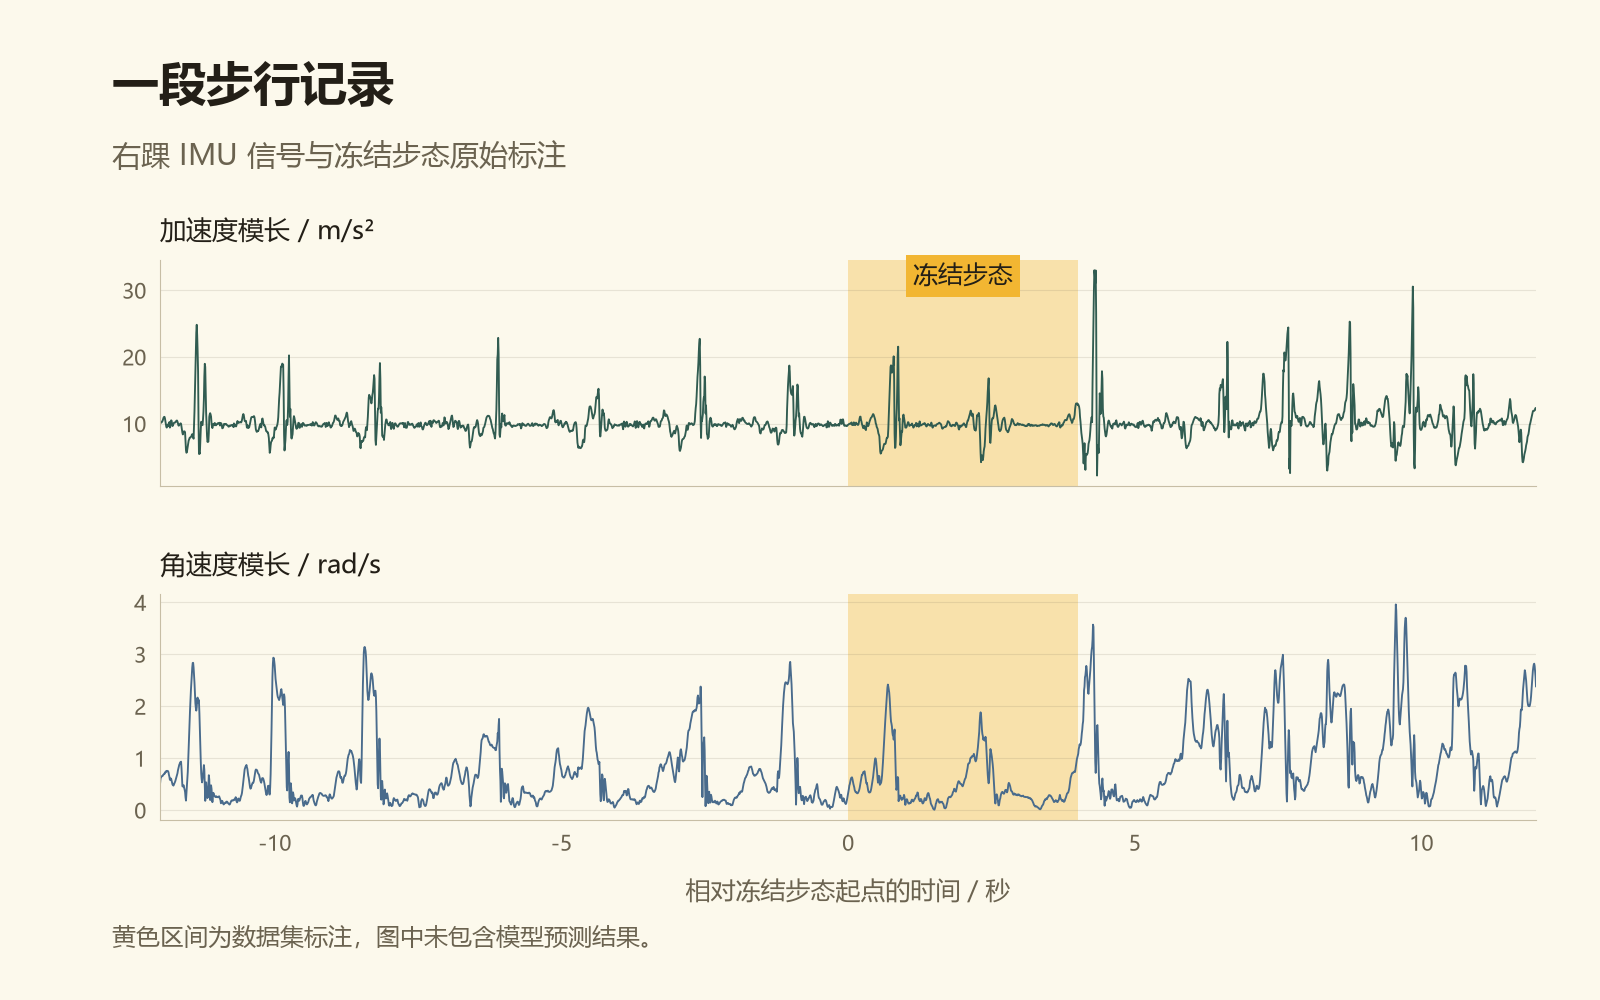 一段步行记录
右踝 IMU 信号与冻结步态原始标注
加速度模长 / m/s²
冻结步态
30
20
10
角速度模长 / rad/s
4
3
2
1
0
-10 -5 0 5 10
相对冻结步态起点的时间 / 秒
黄色区间为数据集标注，图中未包含模型预测结果。